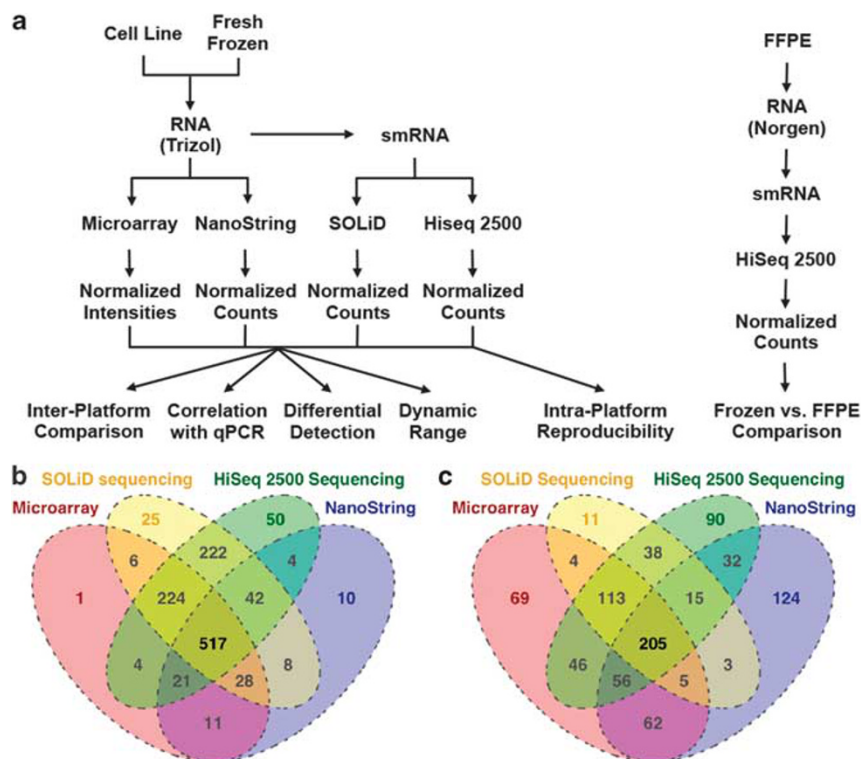 a
Cell Line
Fresh
Frozen
FFPE
RNA
(Trizol)
smRNA
RNA
(Norgen)
smRNA
Microarray
NanoString
SOLiD
Hiseq 2500
HiSeq 2500
Normalized
Intensities
Normalized
Counts
Normalized
Counts
Normalized
Counts
Normalized
Counts
Inter-Platform
Comparison
Correlation
with qPCR
Differential
Detection
Dynamic
Range
Intra-Platform
Reproducibility
Frozen vs. FFPE
Comparison
b
SOLiD sequencing
HiSeq 2500 Sequencing
Microarray
NanoString
25
50
6
222
4
1
224
42
10
517
4
21
28
8
11
c
SOLiD Sequencing
HiSeq 2500 Sequencing
Microarray
NanoString
11
90
4
38
32
69
113
15
124
205
46
56
5
3
62